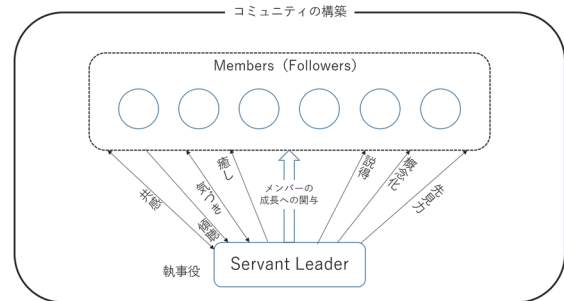 コミュニティの構築
Members（Followers）
共感
傾聴
気づき
癒し
メンバーの
成長への関与
説得
概念化
先見力
執事役
Servant Leader